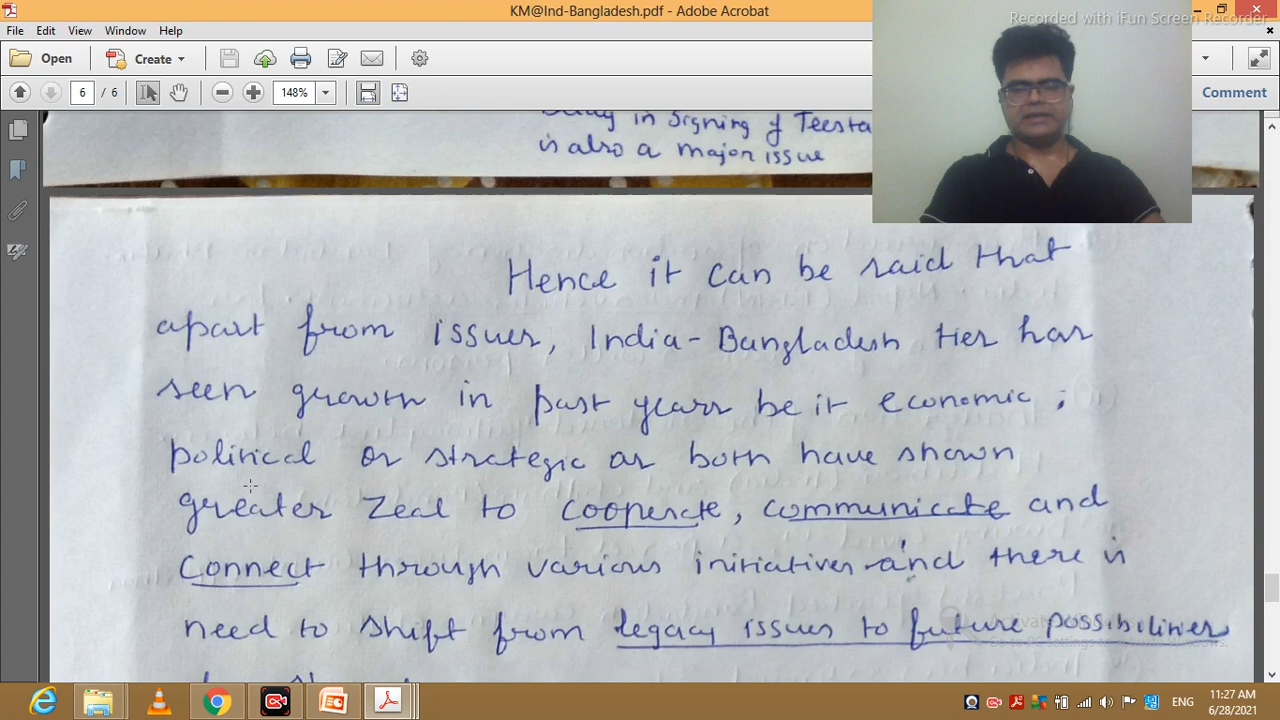 KM@Ind-Bangladesh.pdf - Adobe Acrobat
File Edit View Window Help
Recorded with iFun Screen Recorder
Open Create
6 / 6 148% Comment
in signing of Teesta
is also a major issue
Hence it can be said that
apart from issues, India-Bangladesh ties has
seen growth in past years be it economic,
political or strategic as both have shown
greater zeal to cooperate, communicate and
connect through various initiatives and there is
need to shift from legacy issues to future possibilities
ENG
11:27 AM
6/28/2021